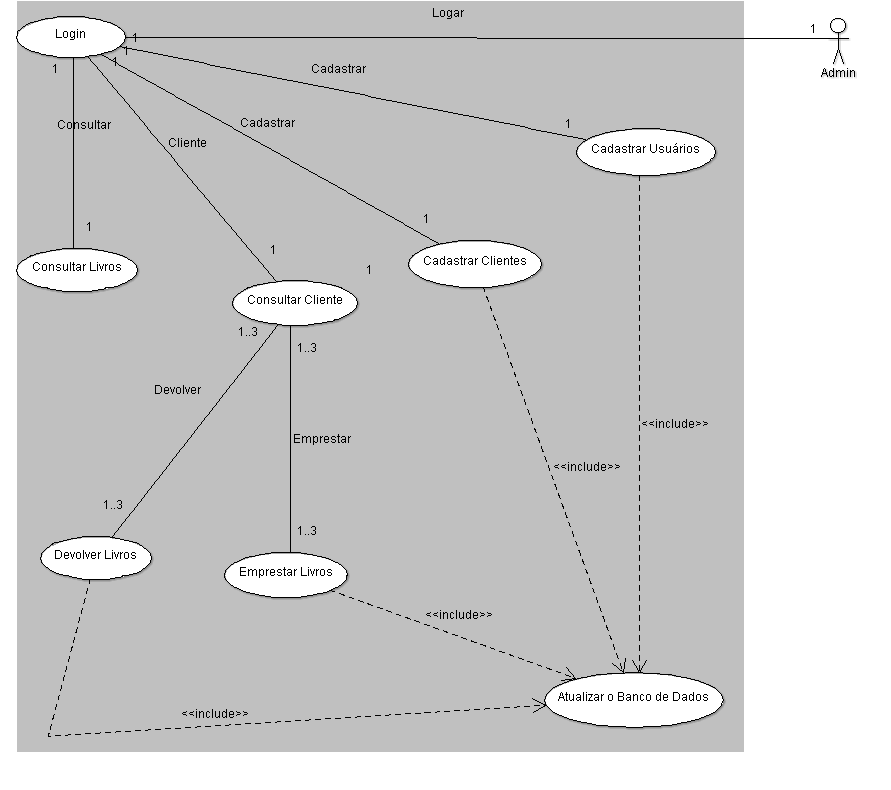 Logar
Login
1
1
Admin
1
1
1
Consultar
Cliente
Cadastrar
Cadastrar
1
Cadastrar Usuários
1
1
Consultar Livros
1
Consultar Cliente
1
Cadastrar Clientes
1..3
1..3
Devolver
Emprestar
<<include>>
<<include>>
1..3
1..3
Devolver Livros
Emprestar Livros
<<include>>
Atualizar o Banco de Dados
<<include>>